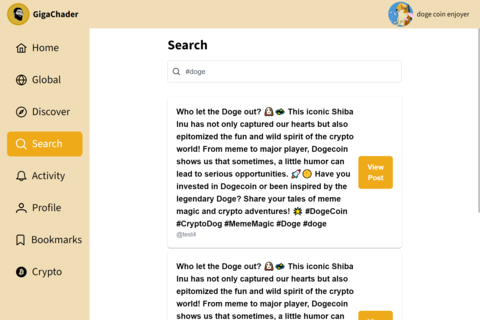 GigaChader
doge coin enjoyer
Home
Global
Discover
Search
Activity
Profile
Bookmarks
Crypto
Search
#doge
Who let the Doge out? 🕰️🐲 This iconic Shiba
Inu has not only captured our hearts but also
epitomized the fun and wild spirit of the crypto
world! From meme to major player, Dogecoin
shows us that sometimes, a little humor can
lead to serious opportunities. 🚀🪙 Have you
invested in Dogecoin or been inspired by the
legendary Doge? Share your tales of meme
magic and crypto adventures! 💥 #DogeCoin
#CryptoDog #MemeMagic #Doge #doge
@test4
View
Post
Who let the Doge out? 🕰️🐲 This iconic Shiba
Inu has not only captured our hearts but also
epitomized the fun and wild spirit of the crypto
world! From meme to major player, Dogecoin
shows us that sometimes, a little humor can